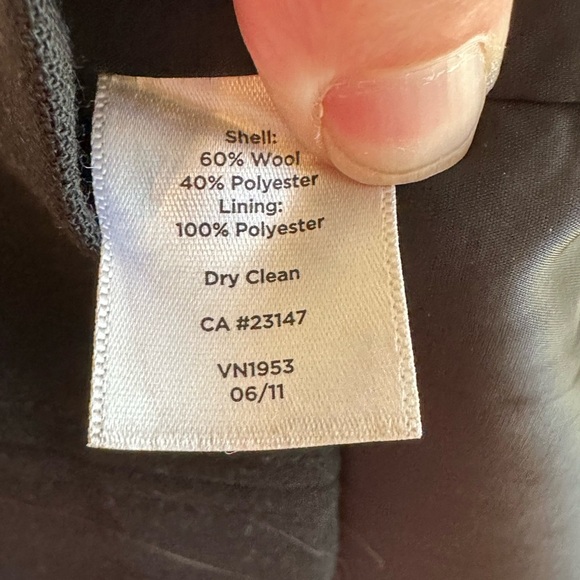 Shell:
60% Wool
40% Polyester
Lining:
100% Polyester
Dry Clean
CA #23147
VN1953
06/11